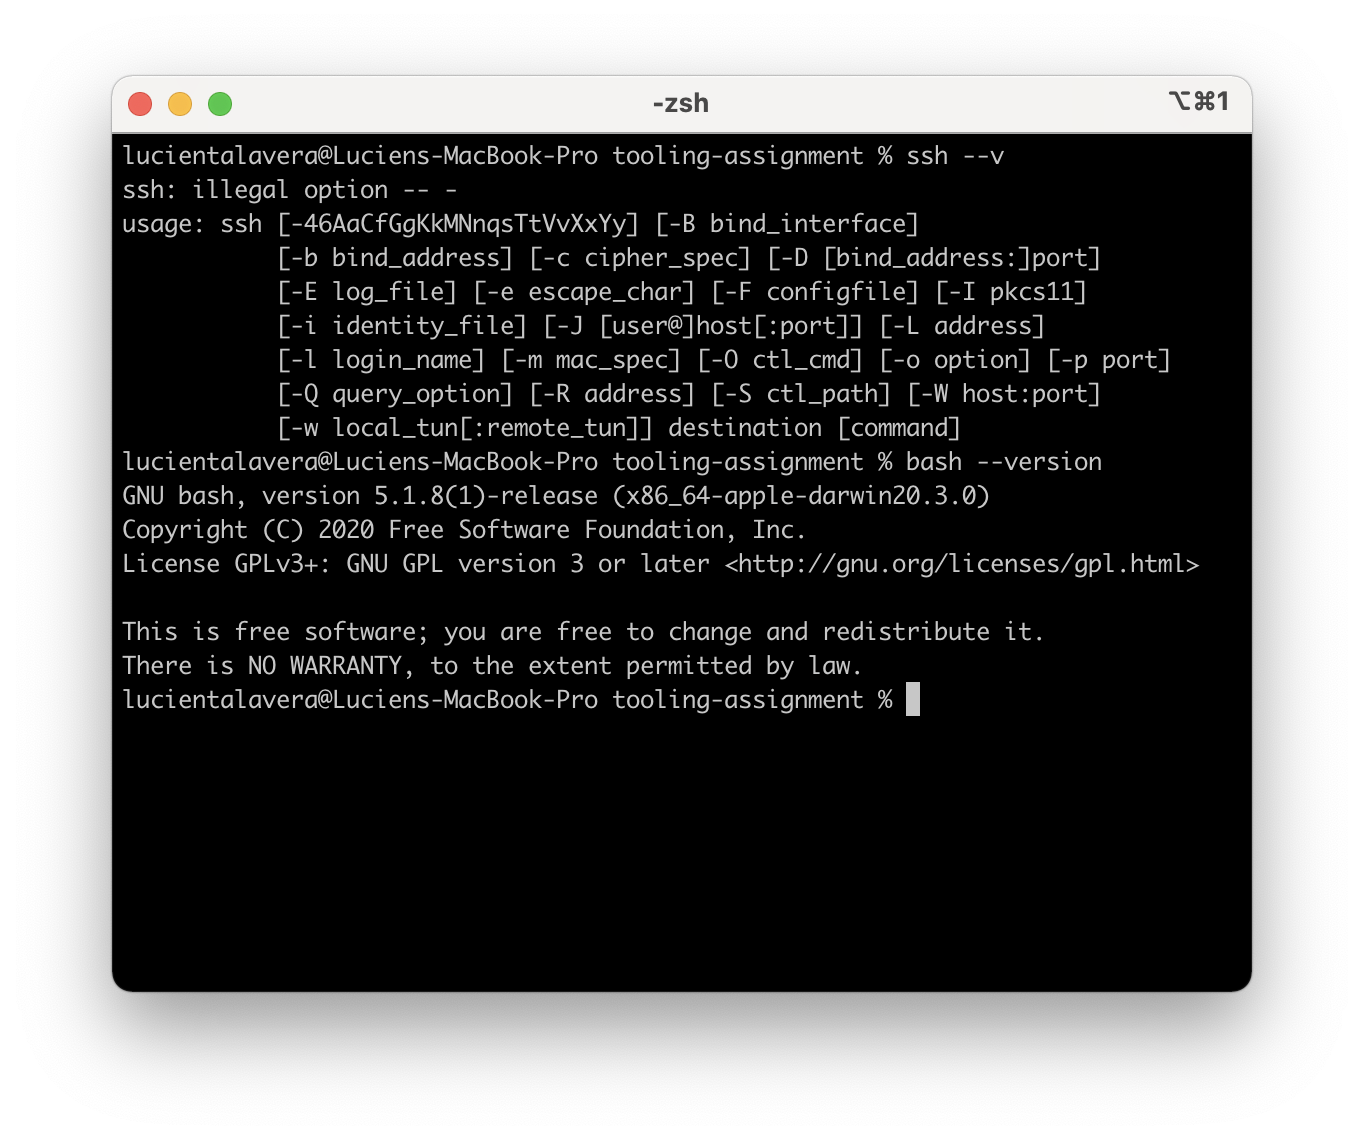 -zsh
⌥⌘1
lucientalavera@Luciens-MacBook-Pro tooling-assignment % ssh --v
ssh: illegal option -- -
usage: ssh [-46AaCfGgKkMNnqsTtVvXxYy] [-B bind_interface]
           [-b bind_address] [-c cipher_spec] [-D [bind_address:]port]
           [-E log_file] [-e escape_char] [-F configfile] [-I pkcs11]
           [-i identity_file] [-J [user@]host[:port]] [-L address]
           [-l login_name] [-m mac_spec] [-O ctl_cmd] [-o option] [-p port]
           [-Q query_option] [-R address] [-S ctl_path] [-W host:port]
           [-w local_tun[:remote_tun]] destination [command]
lucientalavera@Luciens-MacBook-Pro tooling-assignment % bash --version
GNU bash, version 5.1.8(1)-release (x86_64-apple-darwin20.3.0)
Copyright (C) 2020 Free Software Foundation, Inc.
License GPLv3+: GNU GPL version 3 or later <http://gnu.org/licenses/gpl.html>

This is free software; you are free to change and redistribute it.
There is NO WARRANTY, to the extent permitted by law.
lucientalavera@Luciens-MacBook-Pro tooling-assignment %